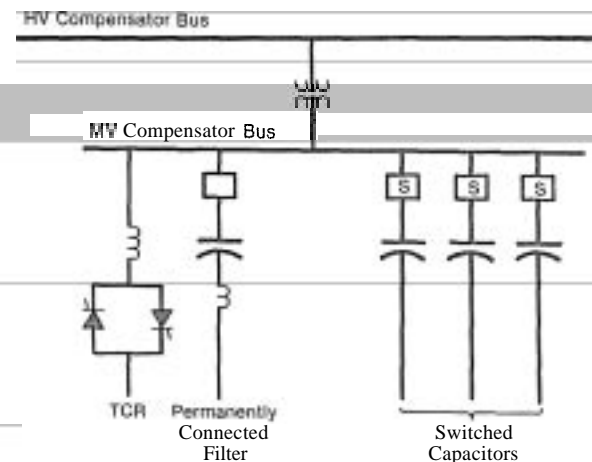 HV Compensator Bus
MV Compensator Bus
S S S
TCR Permanently
Connected
Filter
Switched
Capacitors